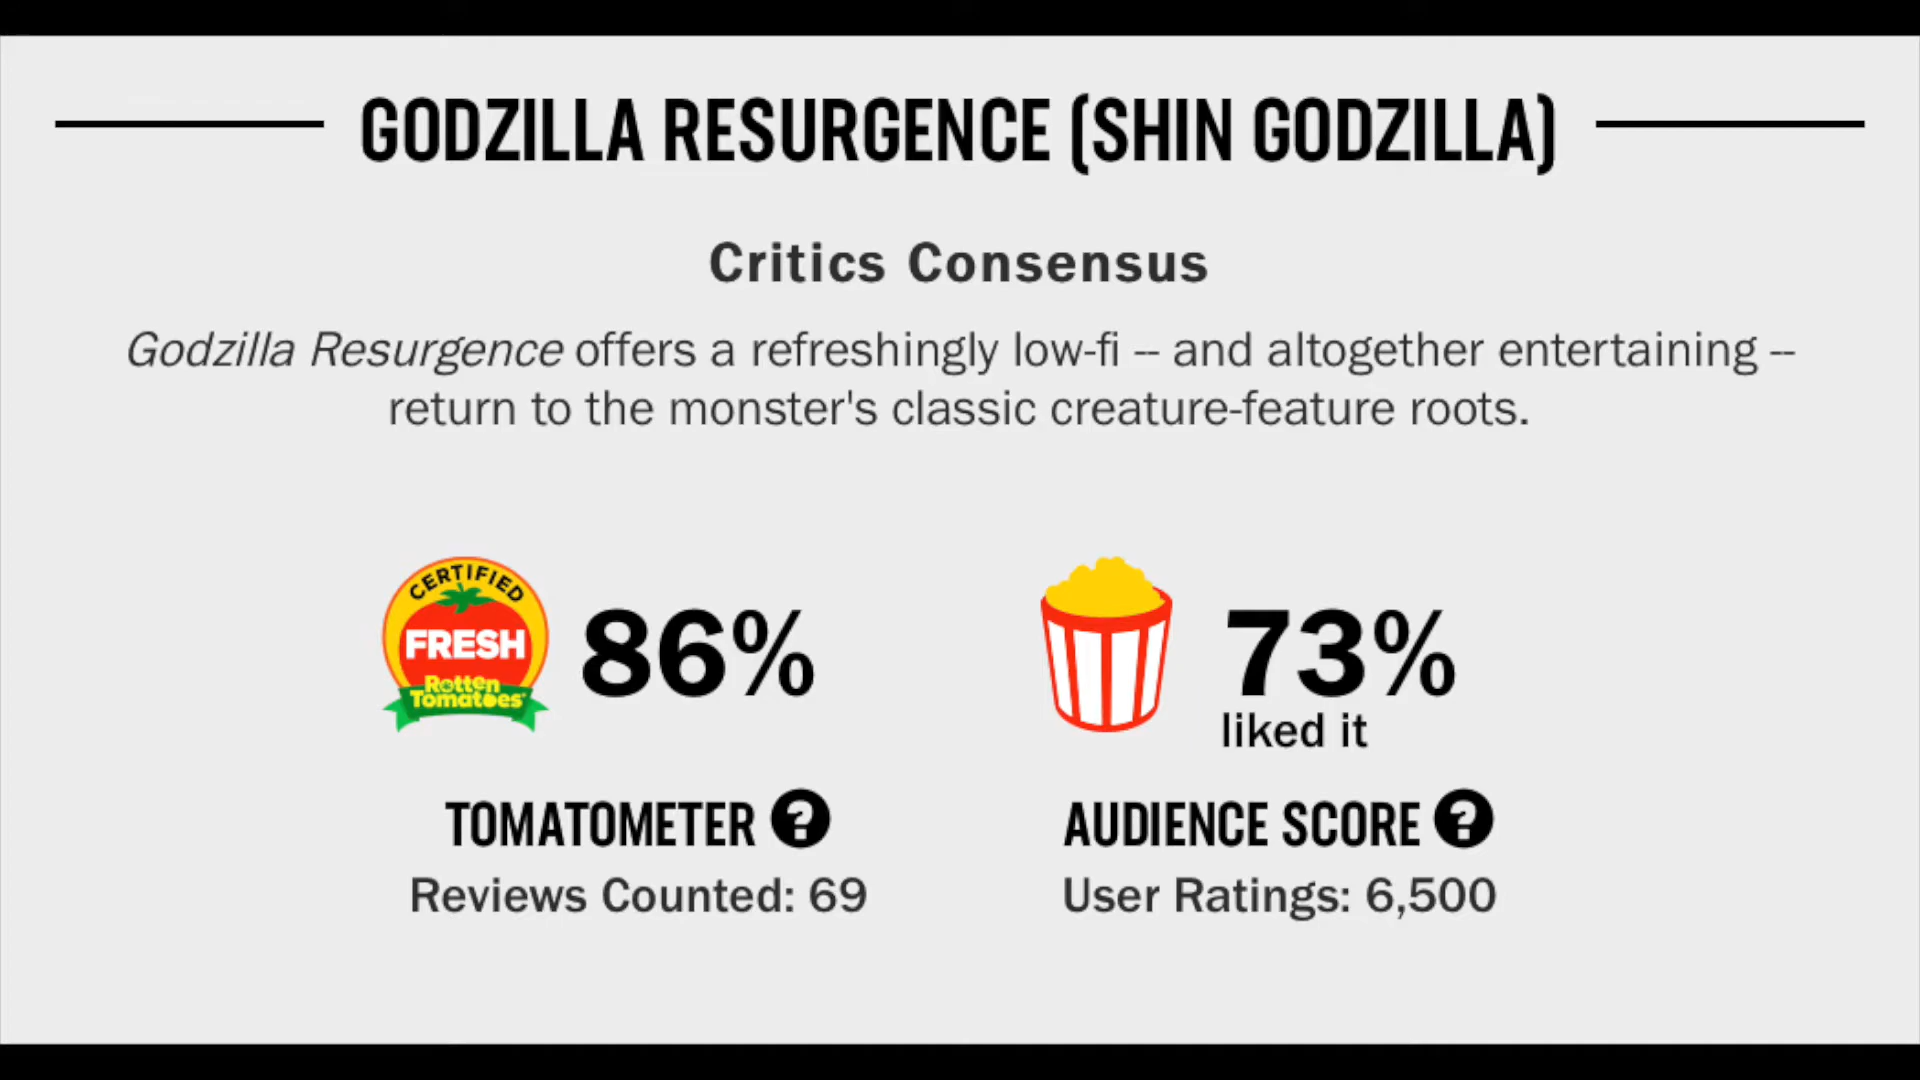 GODZILLA RESURGENCE (SHIN GODZILLA)
Critics Consensus
Godzilla Resurgence offers a refreshingly low-fi -- and altogether entertaining --
return to the monster's classic creature-feature roots.
CERTIFIED
FRESH
Rotten
Tomatoes
86%
73%
liked it
TOMATOMETER ?
AUDIENCE SCORE ?
Reviews Counted: 69
User Ratings: 6,500